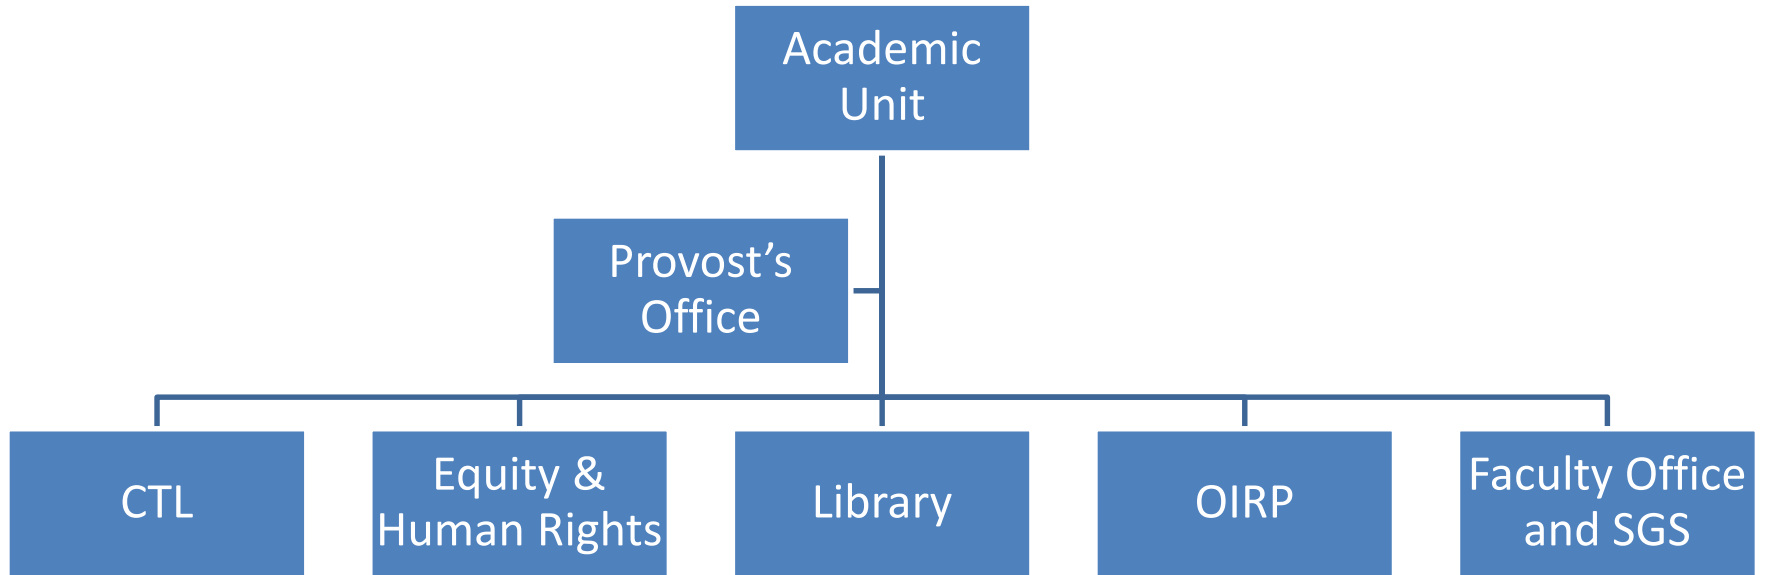 Academic
Unit
Provost’s
Office
CTL
Equity &
Human Rights
Library
OIRP
Faculty Office
and SGS